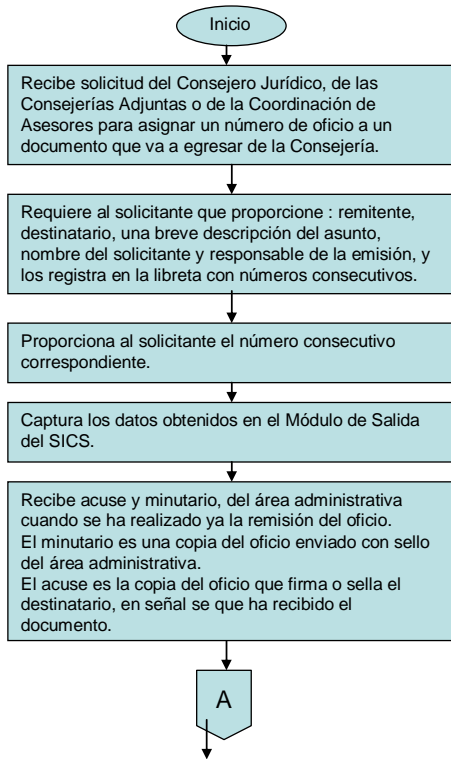 Inicio
Recibe solicitud del Consejero Jurídico, de las
Consejerías Adjuntas o de la Coordinación de
Asesores para asignar un número de oficio a un
documento que va a egresar de la Consejería.
Requiere al solicitante que proporcione : remitente,
destinatario, una breve descripción del asunto,
nombre del solicitante y responsable de la emisión, y
los registra en la libreta con números consecutivos.
Proporciona al solicitante el número consecutivo
correspondiente.
Captura los datos obtenidos en el Módulo de Salida
del SICS.
Recibe acuse y minutario, del área administrativa
cuando se ha realizado ya la remisión del oficio.
El minutario es una copia del oficio enviado con sello
del área administrativa.
El acuse es la copia del oficio que firma o sella el
destinatario, en señal se que ha recibido el
documento.
A